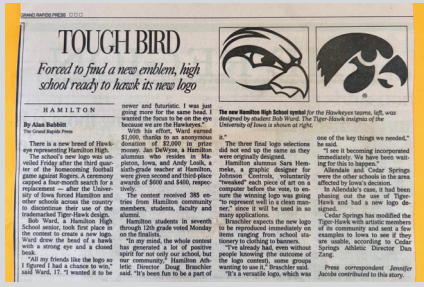 GRAND RAPIDS PRESS
TOUGH BIRD
Forced to find a new emblem, high
school ready to hawk its new logo
HAMILTON
By Alan Babbitt
The Grand Rapids Press
There is a new breed of Hawk-
eye representing Hamilton High.
The school's new logo was un-
veiled Friday after the third quar-
ter of the homecoming football
game against Rogers. A ceremony
capped a four-month search for a
replacement — after the Univer-
sity of Iowa forced Hamilton and
other schools across the country
to discontinue their use of the
trademarked Tiger-Hawk design.
Bob Ward, a Hamilton High
School senior, took first place in
the contest to create a new logo.
Ward drew the head of a hawk
with a strong eye and a closed
beak.
"All my friends like the logo so
I figured I had a chance to win,"
said Ward, 17. "I wanted it to be
newer and futuristic. I was just
going more for the same head. I
wanted the focus to be on the eye
because we are the Hawkeyes."
With his effort, Ward earned
$1,000, thanks to an anonymous
donation of $2,000 in prize
money. Jan DeWyze, a Hamilton
alumnus who resides in Ma-
pleton, Iowa, and Andy Losik, a
sixth-grade teacher at Hamilton,
were given second and third-place
awards of $600 and $400, respec-
tively.
The contest received 385 en-
tries from Hamilton community
members, students, faculty and
alumni.
Hamilton students in seventh
through 12th grade voted Monday
on the finalists.
"In my mind, the whole contest
has generated a lot of positive
spirit for not only our school, but
our community," Hamilton Ath-
letic Director Doug Braschler
said. "It's been fun to be a part of
The new Hamilton High School symbol for the Hawkeyes teams, left, was
designed by student Bob Ward. The Tiger-Hawk insignia of the
University of Iowa is shown at right.
it."
The three final logo selections
did not end up the same as they
were originally designed.
Hamilton alumnus Sara Hem-
meke, a graphic designer for
Johnson Controls, voluntarily
"tweaked" each piece of art on a
computer before the vote, to en-
sure the winning logo was going
"to represent well in a clean man-
ner," since it will be used in so
many applications.
Braschler expects the new logo
to be reproduced immediately on
items ranging from school sta-
tionery to clothing to banners.
"I've already had, even without
people knowing (the outcome of
the logo contest), some groups
wanting to use it," Braschler said.
"It's a versatile logo, which was
one of the key things we needed,"
he said.
"I see it becoming incorporated
immediately. We have been wait-
ing for this to happen."
Allendale and Cedar Springs
were the other schools in the area
affected by Iowa's decision.
In Allendale's case, it had been
phasing out the use of Tiger-
Hawk and had a new logo de-
signed.
Cedar Springs has modified the
Tiger-Hawk with artistic members
of its community and sent a few
examples to Iowa to see if they
are usable, according to Cedar
Springs Athletic Director Dan
Zang.
Press correspondent Jennifer
Jacobs contributed to this story.